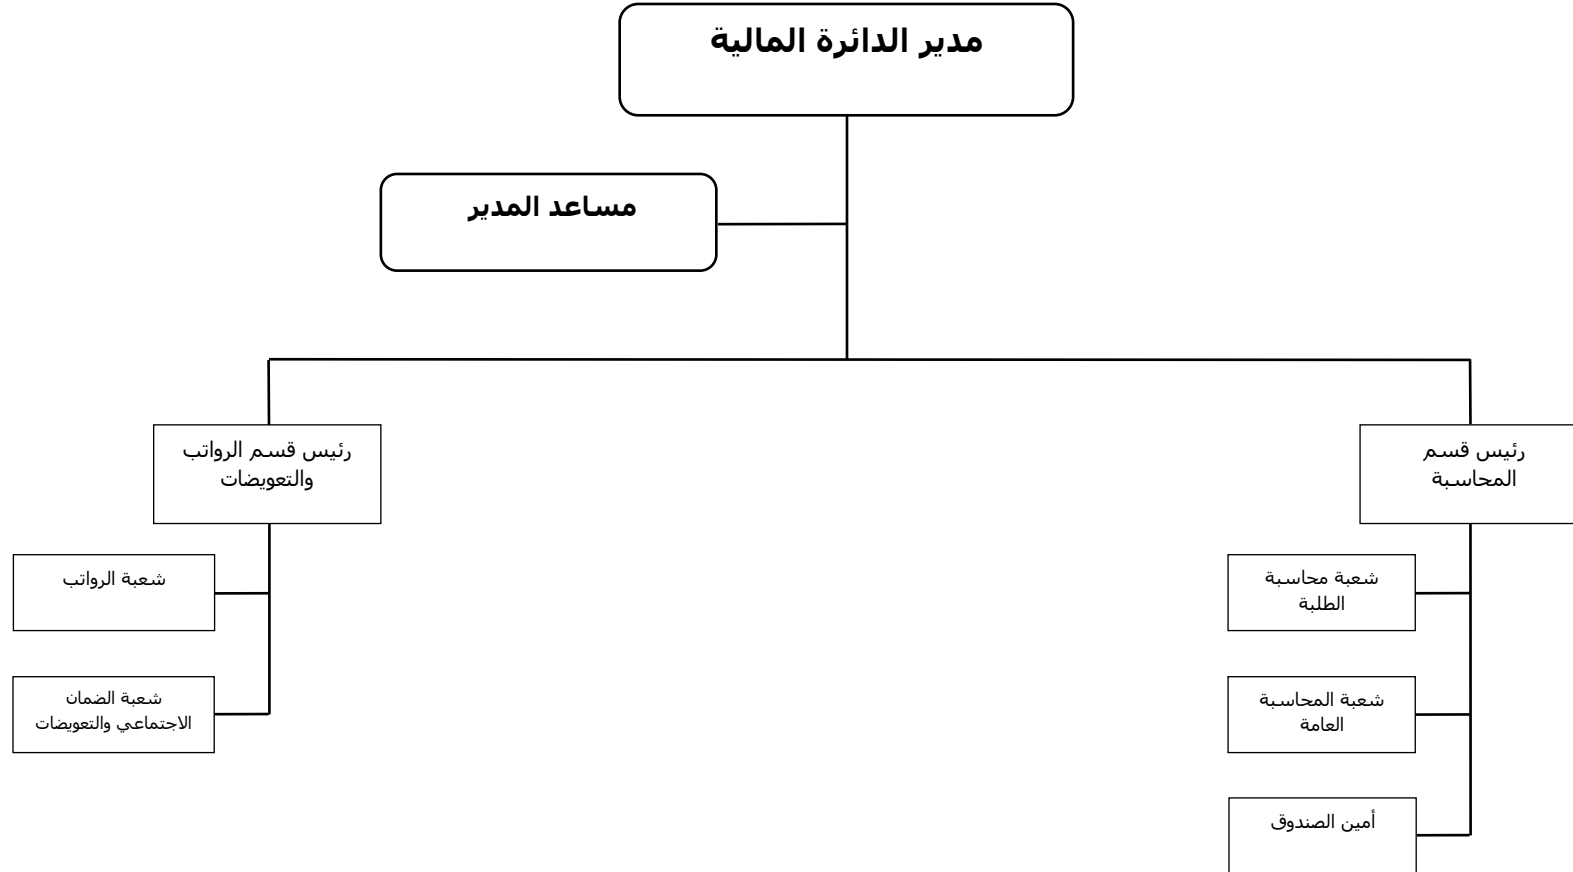 مدير الدائرة المالية
مساعد المدير
رئيس قسم
المحاسبة
رئيس قسم الرواتب
والتعويضات
شعبة محاسبة
الطلبة
شعبة الرواتب
شعبة المحاسبة
العامة
شعبة الضمان
الاجتماعي والتعويضات
أمين الصندوق